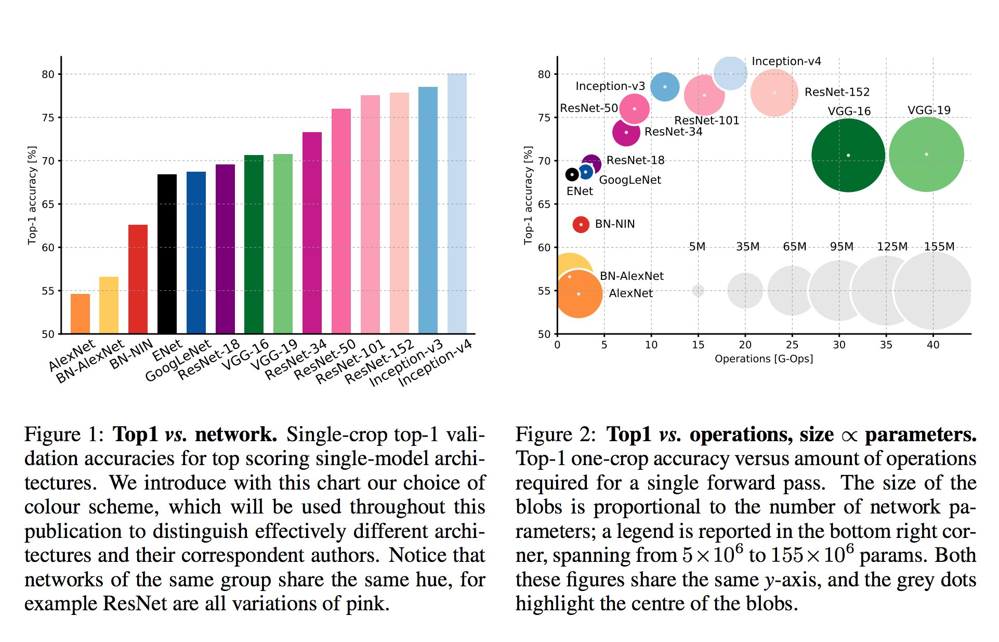 80
75
70
65
60
55
50
Top-1 accuracy [%]
AlexNet
BN-AlexNet
BN-NIN
ENet
GoogLeNet
ResNet-18
VGG-16
VGG-19
ResNet-34
ResNet-50
ResNet-101
ResNet-152
Inception-v3
Inception-v4
80
75
70
65
60
55
50
Top-1 accuracy [%]
Inception-v4
Inception-v3
ResNet-152
ResNet-50
VGG-16
VGG-19
ResNet-101
ResNet-34
ResNet-18
GoogLeNet
ENet
BN-NIN
5M 35M 65M 95M 125M 155M
BN-AlexNet
AlexNet
0 5 10 15 20 25 30 35 40
Operations [G-Ops]
Figure 1: Top1 vs. network. Single-crop top-1 vali-
dation accuracies for top scoring single-model archi-
tectures. We introduce with this chart our choice of
colour scheme, which will be used throughout this
publication to distinguish effectively different archi-
tectures and their correspondent authors. Notice that
networks of the same group share the same hue, for
example ResNet are all variations of pink.
Figure 2: Top1 vs. operations, size ∝ parameters.
Top-1 one-crop accuracy versus amount of operations
required for a single forward pass. The size of the
blobs is proportional to the number of network pa-
rameters; a legend is reported in the bottom right cor-
ner, spanning from 5×10⁶ to 155×10⁶ params. Both
these figures share the same y-axis, and the grey dots
highlight the centre of the blobs.